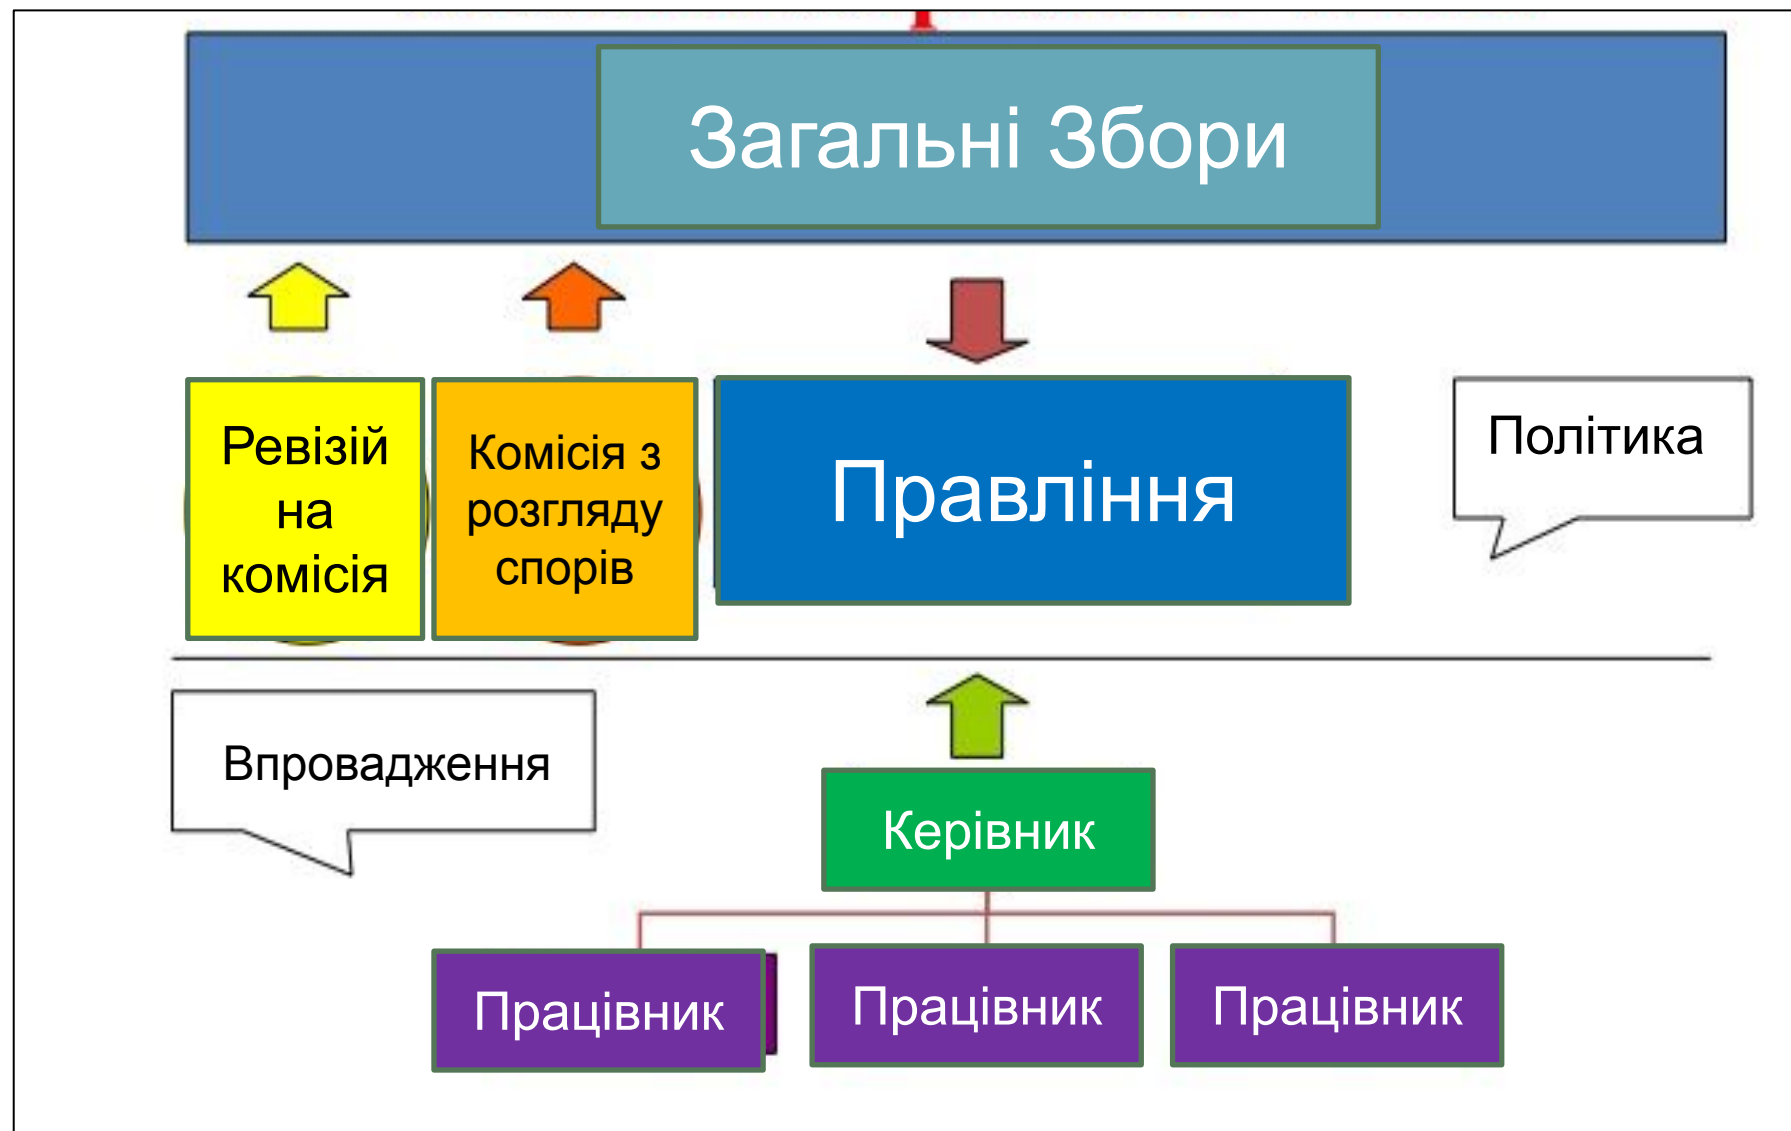 Загальні Збори
Ревізій
на
комісія
Комісія з
розгляду
спорів
Правління
Політика
Впровадження
Керівник
Працівник
Працівник
Працівник